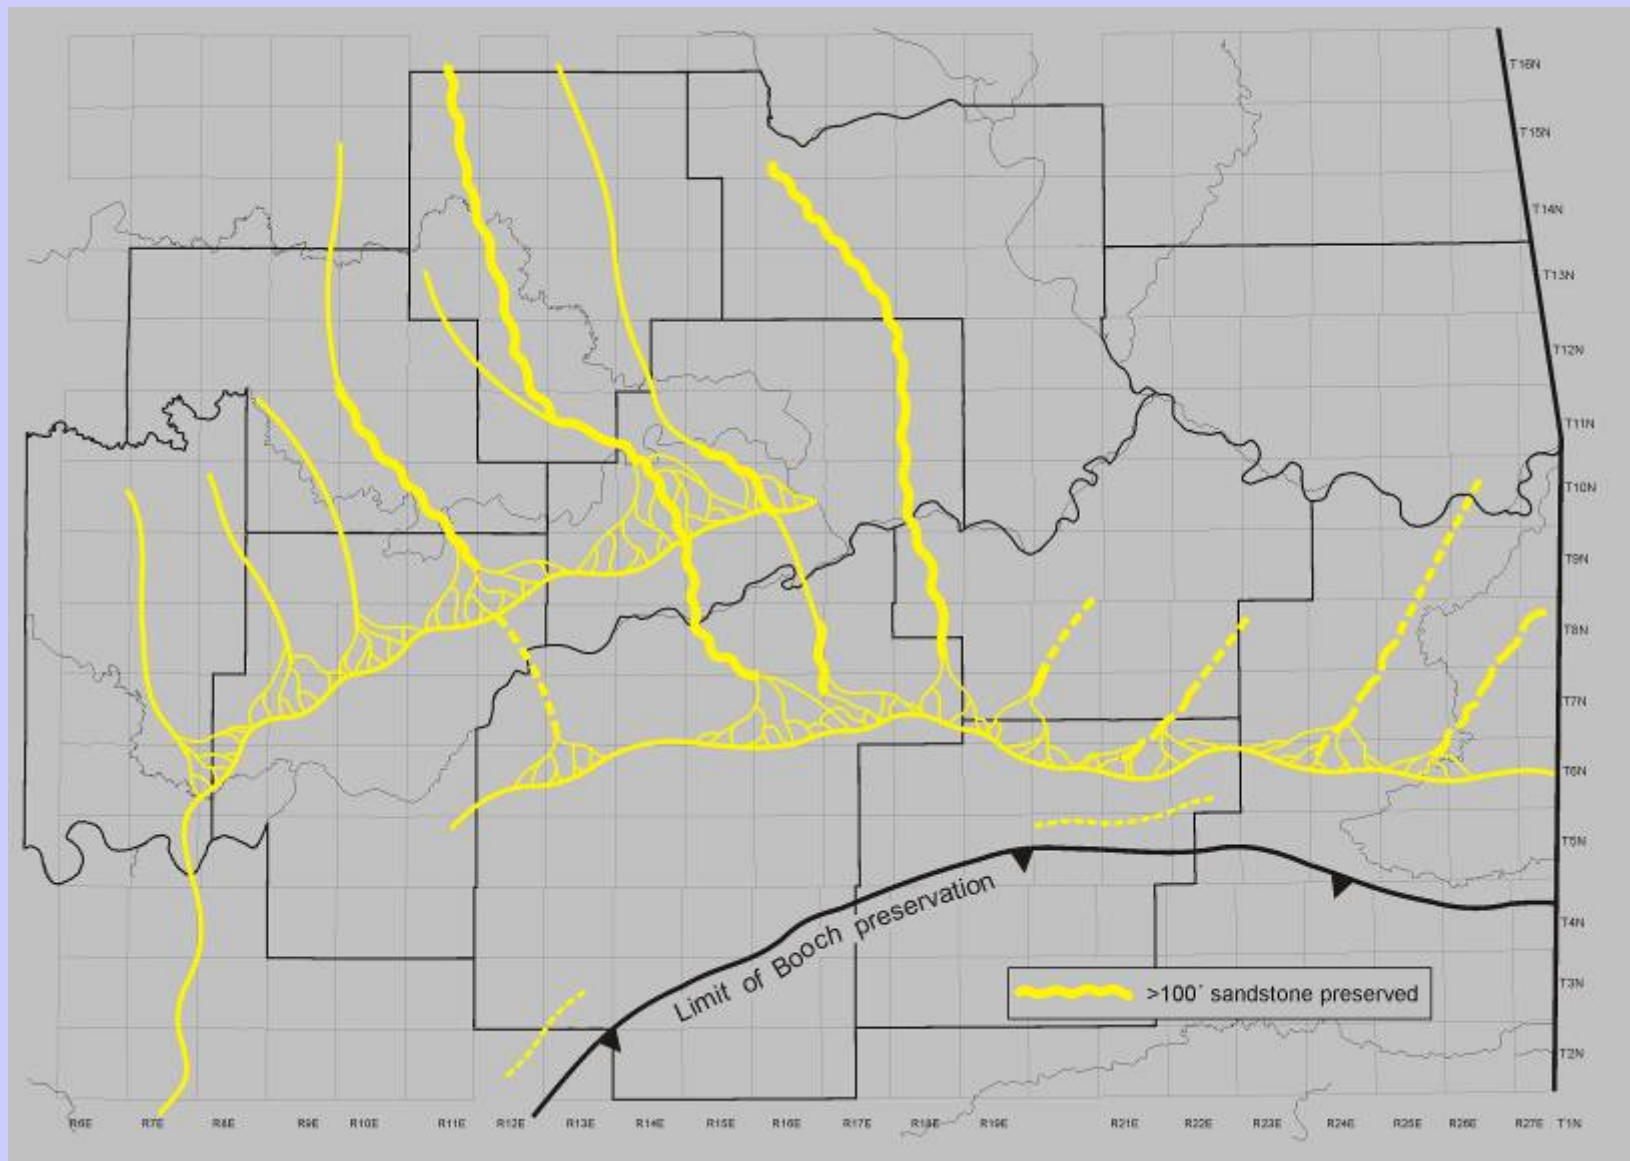 T16N
T15N
T14N
T13N
T12N
T11N
T10N
T9N
T8N
T7N
T6N
T5N
T4N
T3N
T2N
Limit of Booch preservation
>100' sandstone preserved
R6E R7E R8E R9E R10E R11E R12E R13E R14E R15E R16E R17E R18E R19E R21E R22E R23E R24E R25E R26E R27E T1N